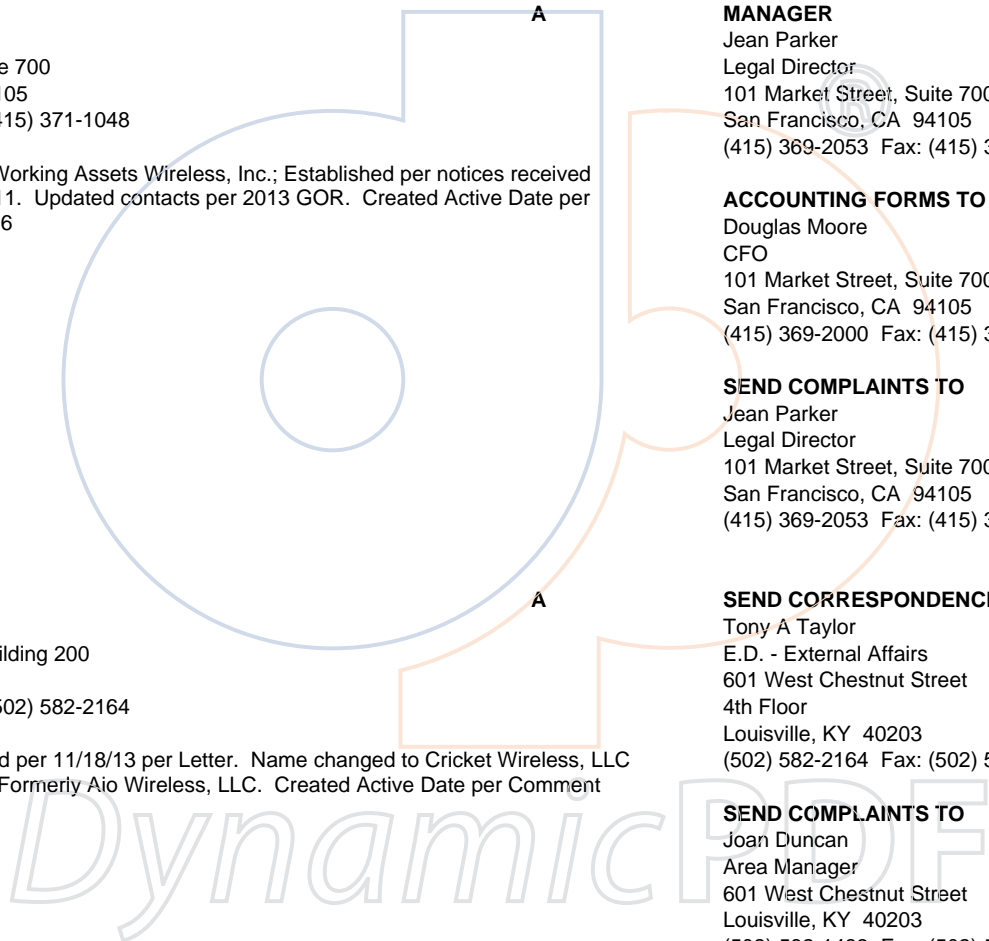 A
e 700
105
415) 371-1048
Working Assets Wireless, Inc.; Established per notices received
11. Updated contacts per 2013 GOR. Created Active Date per
6
MANAGER
Jean Parker
Legal Director
101 Market Street, Suite 700
San Francisco, CA 94105
(415) 369-2053 Fax: (415) 3
ACCOUNTING FORMS TO
Douglas Moore
CFO
101 Market Street, Suite 700
San Francisco, CA 94105
(415) 369-2000 Fax: (415) 3
SEND COMPLAINTS TO
Jean Parker
Legal Director
101 Market Street, Suite 700
San Francisco, CA 94105
(415) 369-2053 Fax: (415) 3
A
ilding 200
502) 582-2164
d per 11/18/13 per Letter. Name changed to Cricket Wireless, LLC
Formerly Aio Wireless, LLC. Created Active Date per Comment
SEND CORRESPONDENC
Tony A Taylor
E.D. - External Affairs
601 West Chestnut Street
4th Floor
Louisville, KY 40203
(502) 582-2164 Fax: (502) 5
SEND COMPLAINTS TO
Joan Duncan
Area Manager
601 West Chestnut Street
Louisville, KY 40203
DynamicPDF
®